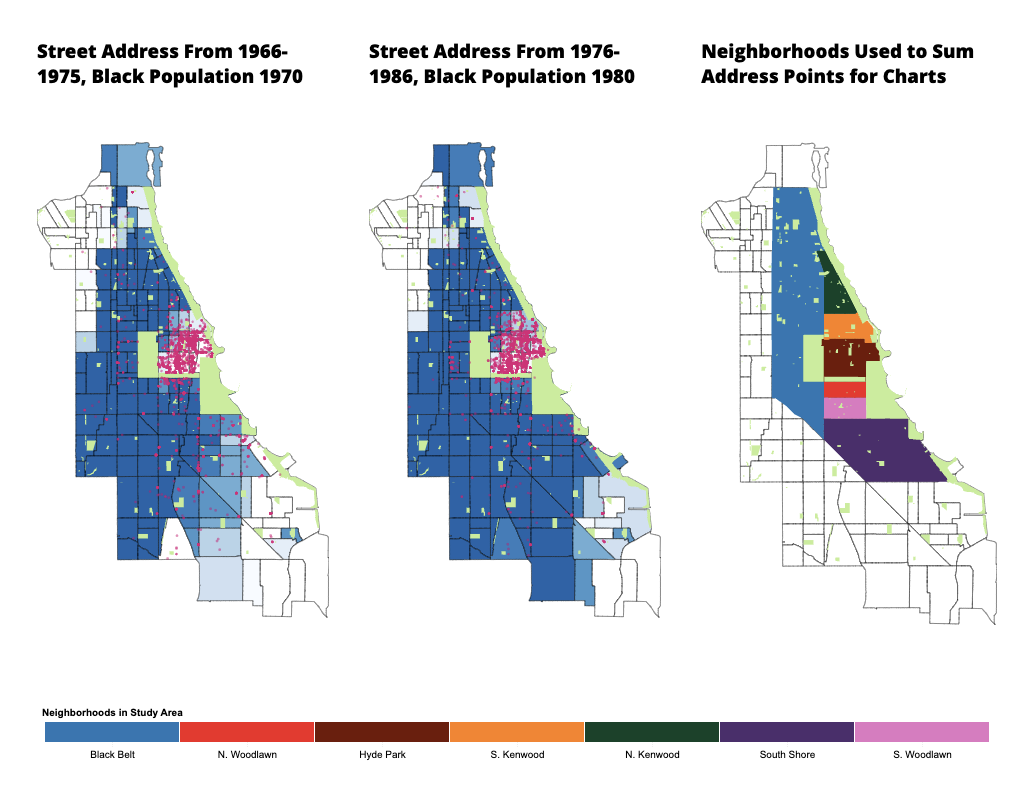 Street Address From 1966-
1975, Black Population 1970
Street Address From 1976-
1986, Black Population 1980
Neighborhoods Used to Sum
Address Points for Charts
Neighborhoods in Study Area
Black Belt
N. Woodlawn
Hyde Park
S. Kenwood
N. Kenwood
South Shore
S. Woodlawn